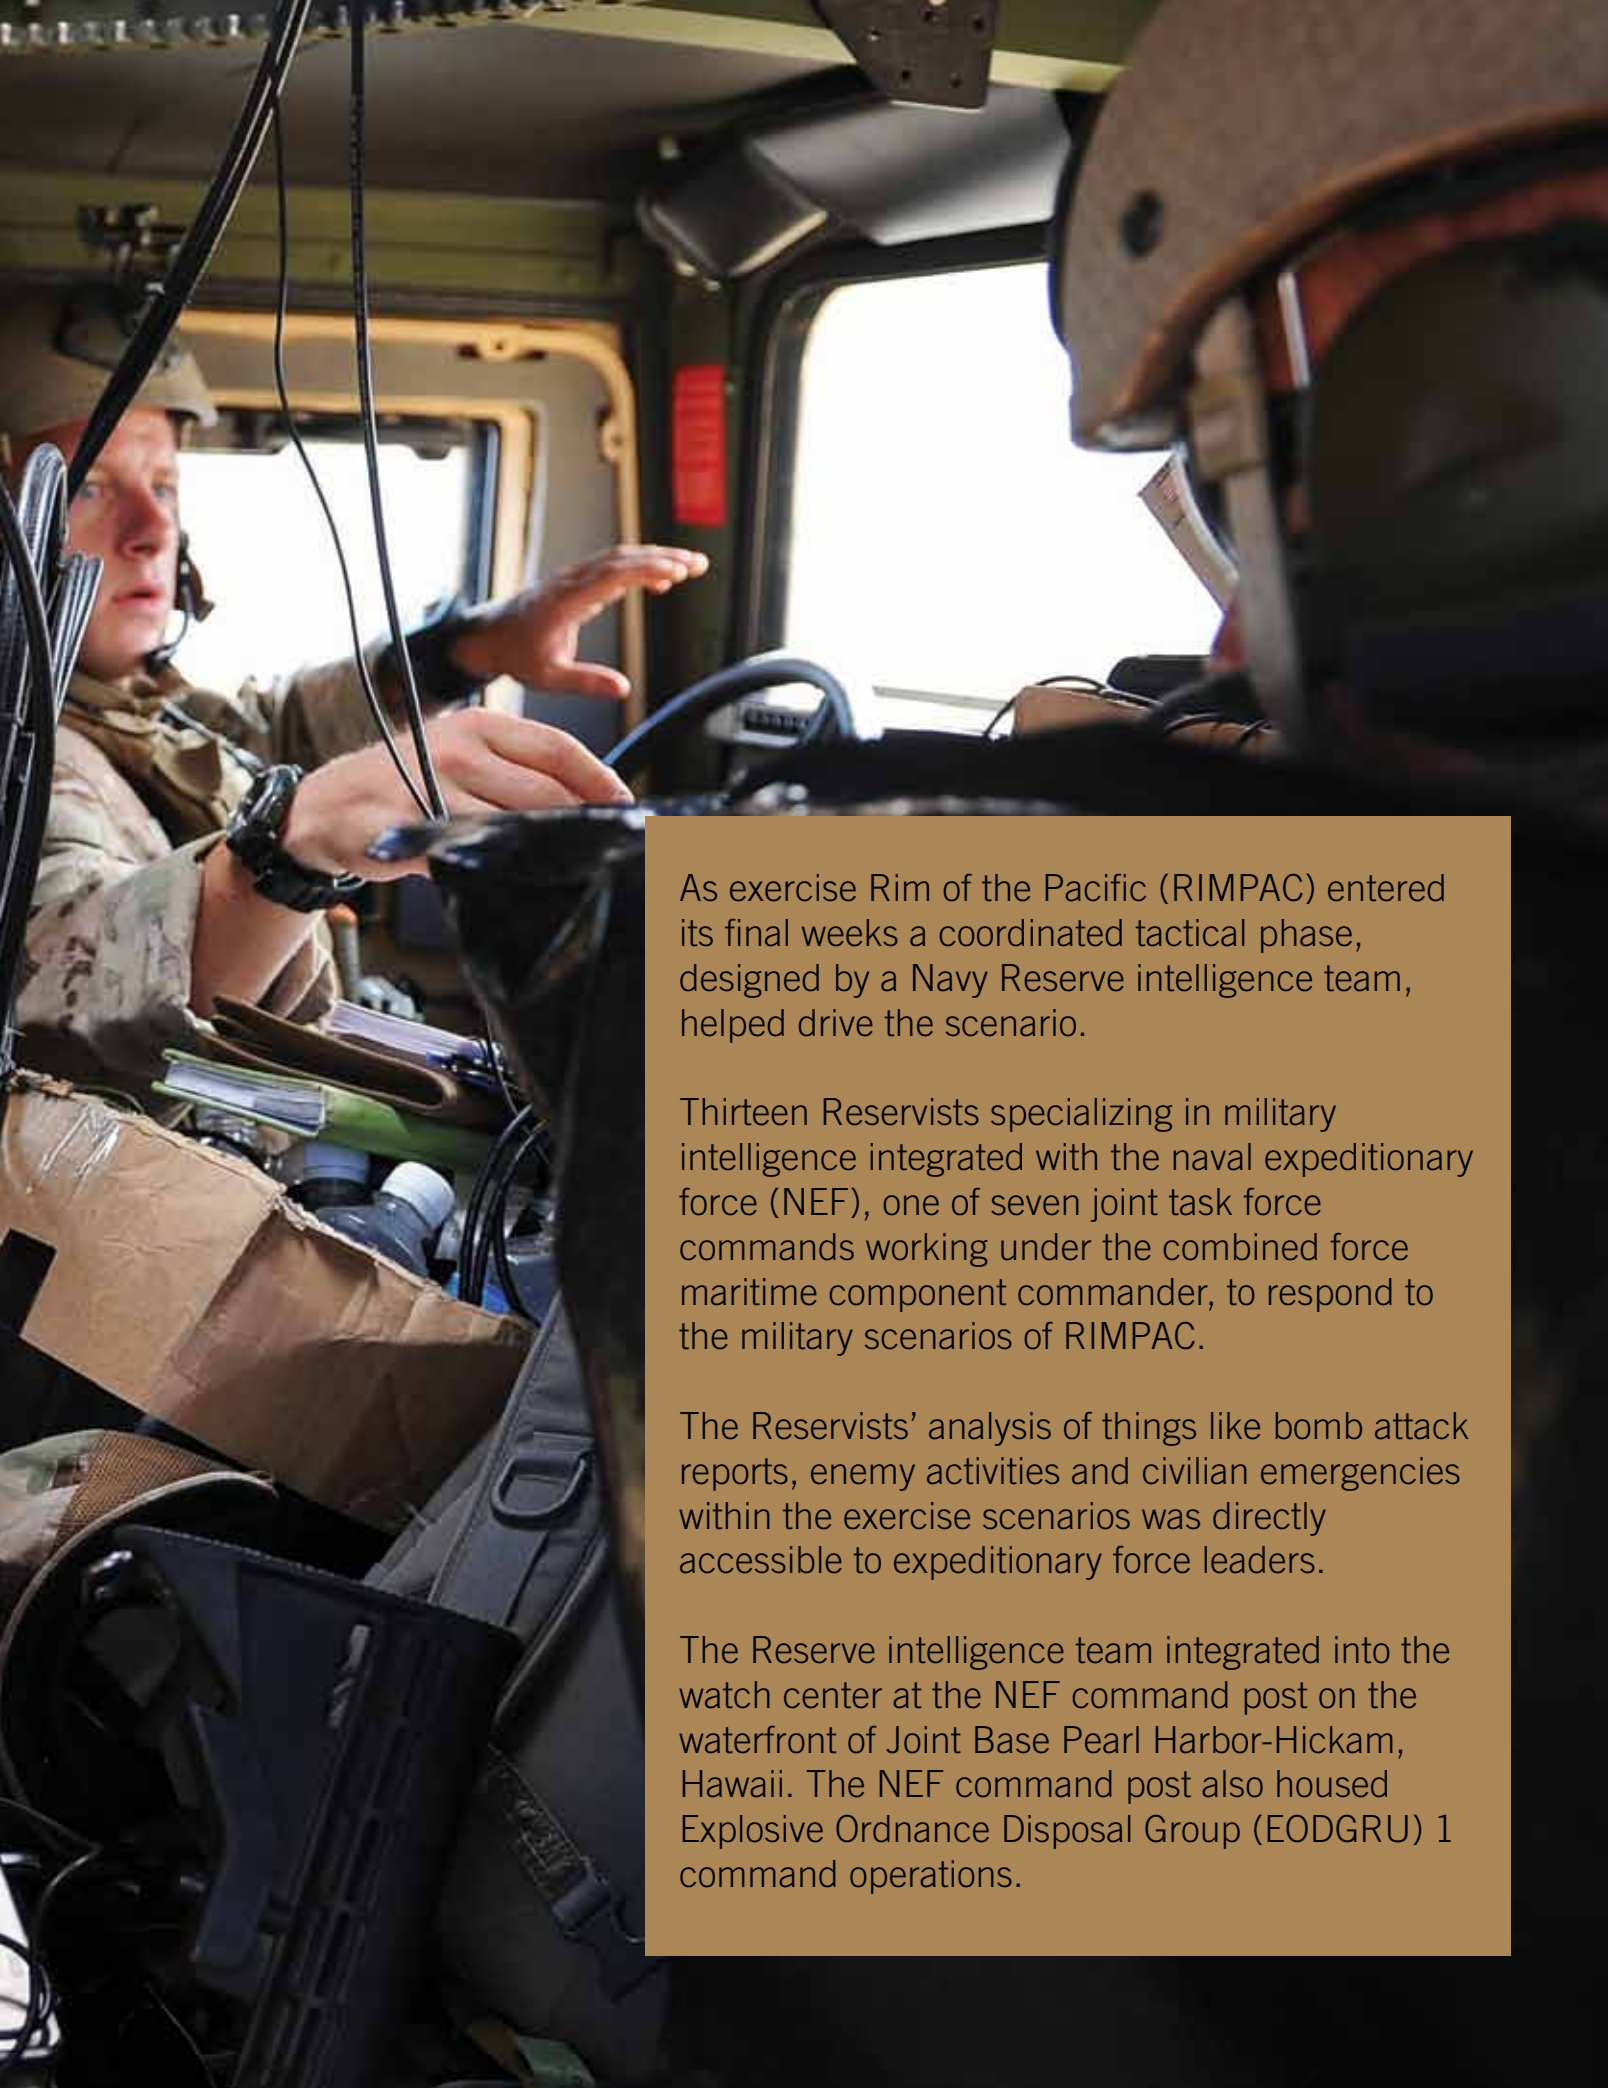 As exercise Rim of the Pacific (RIMPAC) entered
its final weeks a coordinated tactical phase,
designed by a Navy Reserve intelligence team,
helped drive the scenario.
Thirteen Reservists specializing in military
intelligence integrated with the naval expeditionary
force (NEF), one of seven joint task force
commands working under the combined force
maritime component commander, to respond to
the military scenarios of RIMPAC.
The Reservists’ analysis of things like bomb attack
reports, enemy activities and civilian emergencies
within the exercise scenarios was directly
accessible to expeditionary force leaders.
The Reserve intelligence team integrated into the
watch center at the NEF command post on the
waterfront of Joint Base Pearl Harbor-Hickam,
Hawaii. The NEF command post also housed
Explosive Ordnance Disposal Group (EODGRU) 1
command operations.